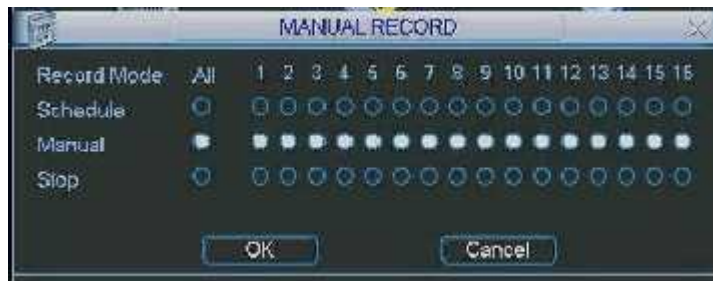 MANUAL RECORD
Record Mode All 1 2 3 4 5 6 7 8 9 10 11 12 13 14 15 16
Schedule
Manual
Stop
OK Cancel